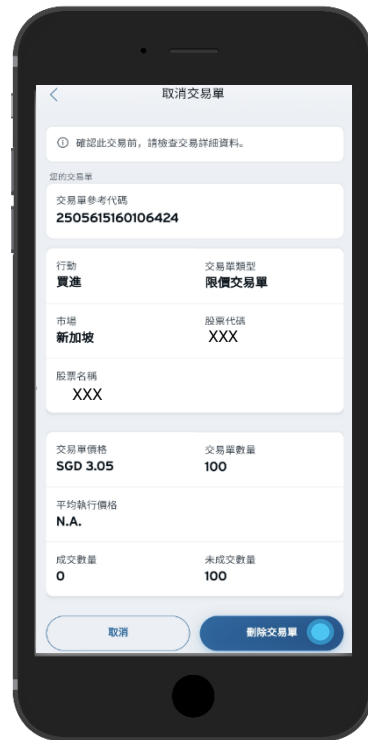 取消交易單
確認此交易前，請檢查交易詳細資料。
您的交易單
交易單參考代碼
2505615160106424
行動 交易單類型
買進 限價交易單
市場 股票代碼
新加坡 XXX
股票名稱
XXX
交易單價格 交易單數量
SGD 3.05 100
平均執行價格
N.A.
成交數量 未成交數量
0 100
取消 刪除交易單